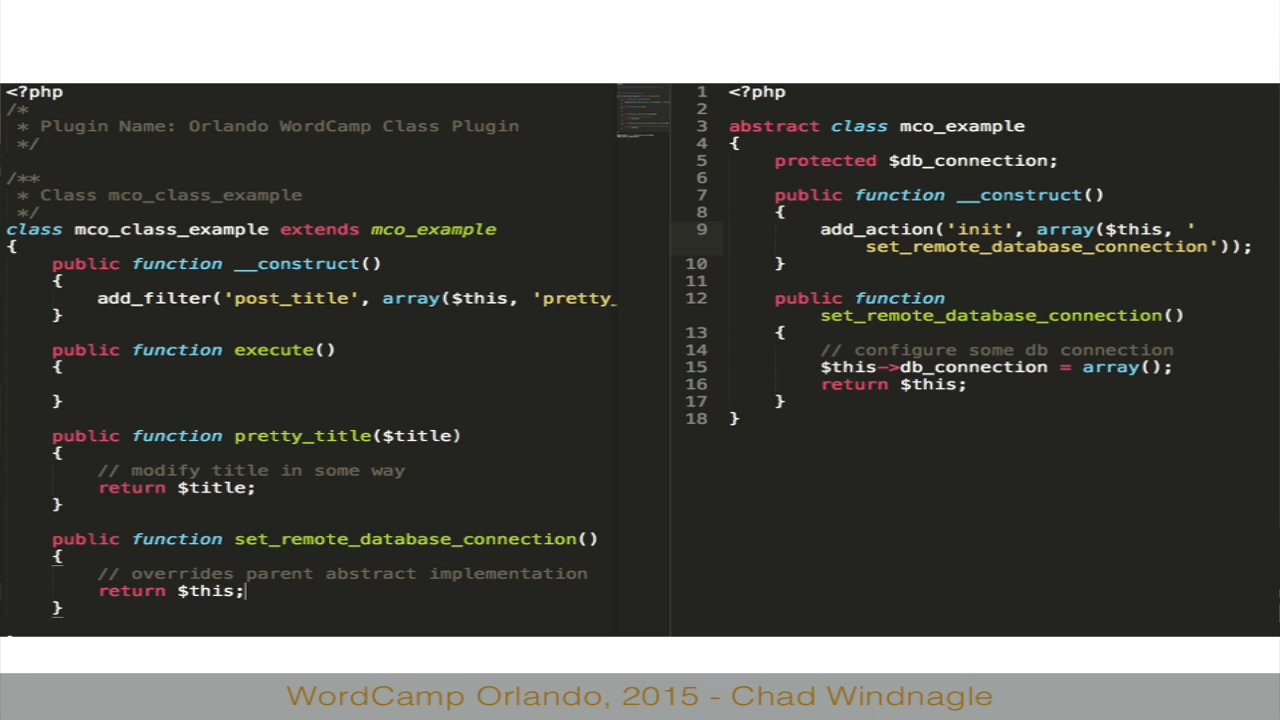 <?php
/*
 * Plugin Name: Orlando WordCamp Class Plugin
 */
/**
 * Class mco_class_example
 */
class mco_class_example extends mco_example
{
    public function __construct()
    {
        add_filter('post_title', array($this, 'pretty_
    }
    public function execute()
    {
    }
    public function pretty_title($title)
    {
        // modify title in some way
        return $title;
    }
    public function set_remote_database_connection()
    {
        // overrides parent abstract implementation
        return $this;
    }
1 <?php
2
3 abstract class mco_example
4 {
5     protected $db_connection;
6
7     public function __construct()
8     {
9         add_action('init', array($this, '
            set_remote_database_connection'));
10     }
11
12     public function
        set_remote_database_connection()
13     {
14         // configure some db connection
15         $this->db_connection = array();
16         return $this;
17     }
18 }
WordCamp Orlando, 2015 - Chad Windnagle